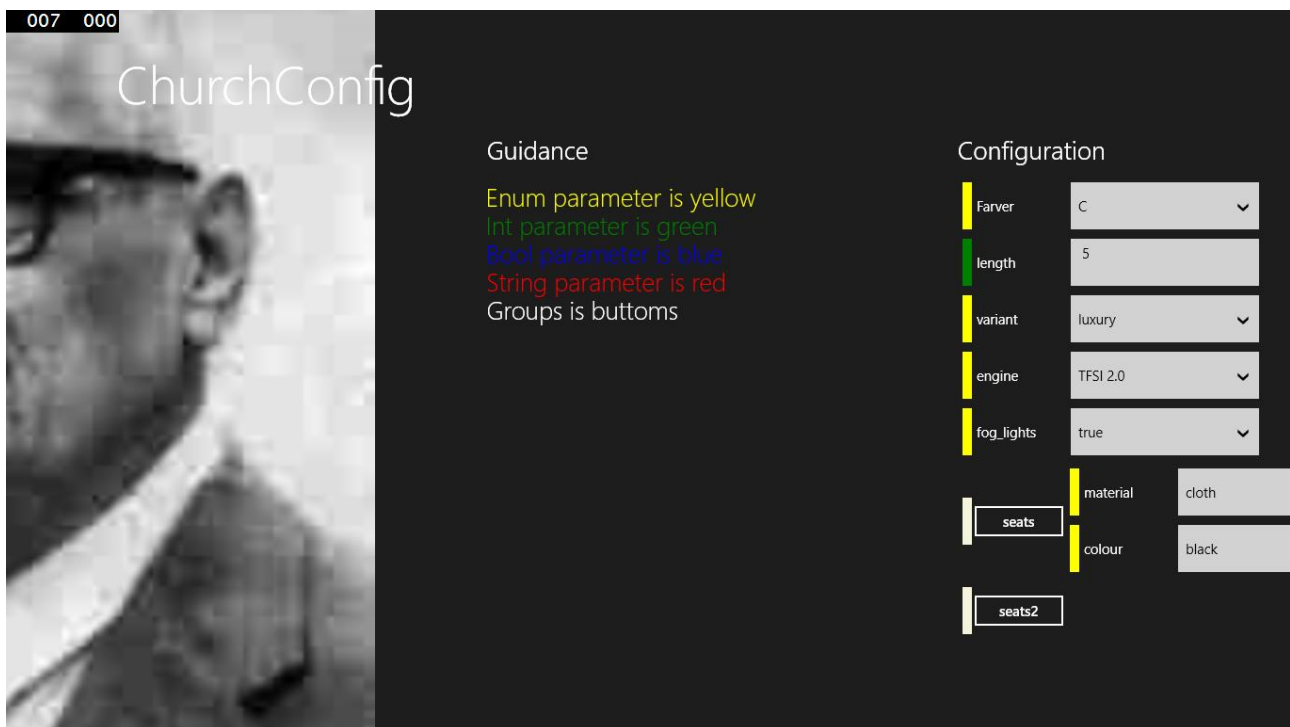 007 000
ChurchConfig
Guidance
Enum parameter is yellow
Int parameter is green
Bool parameter is blue
String parameter is red
Groups is buttoms
Configuration
Farver C
length 5
variant luxury
engine TFSI 2.0
fog_lights true
seats
material cloth
colour black
seats2